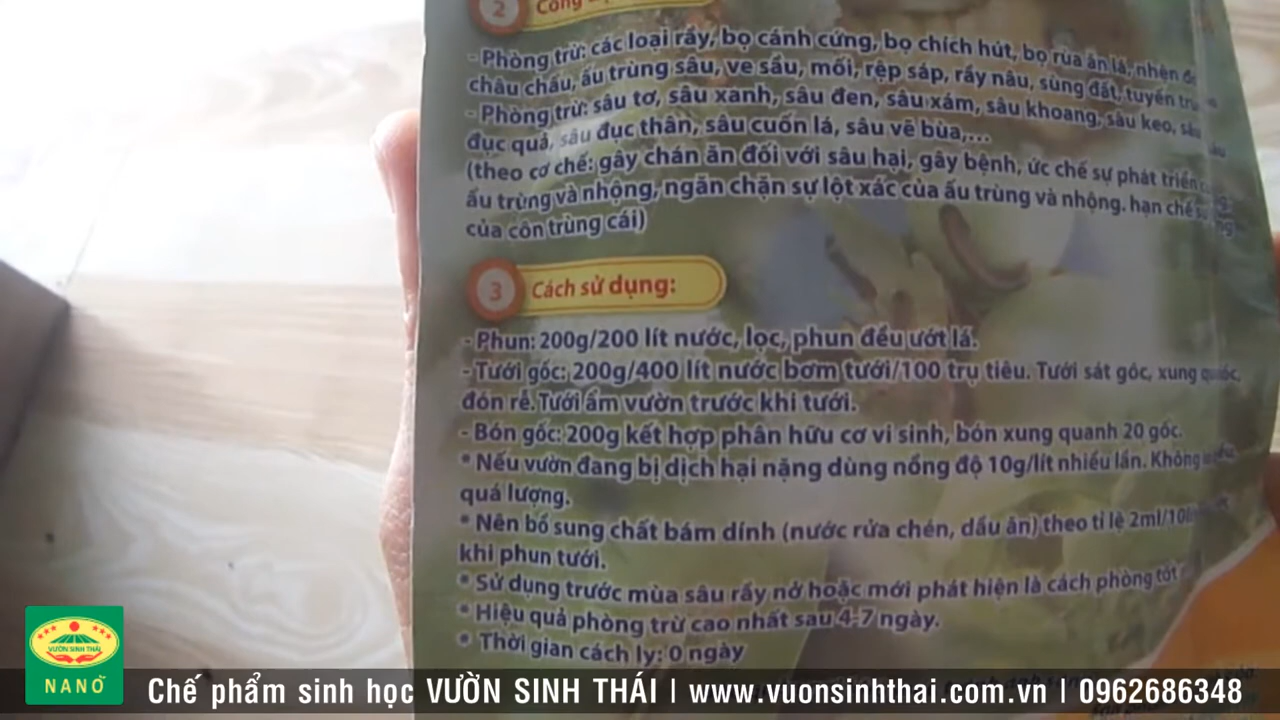 2
- Phòng trừ: các loại rầy, bọ cánh cứng, bọ chích hút, bọ rùa ăn lá, nhện
châu chấu, ấu trùng sâu, ve sầu, mối, rệp sáp, rầy nâu, sùng đất, tuyến
- Phòng trừ: sâu tơ, sâu xanh, sâu đen, sâu xám, sâu khoang, sâu keo,
đục quả, sâu đục thân, sâu cuốn lá, sâu vẽ bùa,...
(theo cơ chế: gây chán ăn đối với sâu hại, gây bệnh, ức chế sự phát triển
ấu trùng và nhộng, ngăn chặn sự lột xác của ấu trùng và nhộng. hạn chế
của côn trùng cái)
3 Cách sử dụng:
- Phun: 200g/200 lít nước, lọc, phun đều ướt lá.
- Tưới gốc: 200g/400 lít nước bơm tưới/100 trụ tiêu. Tưới sát gốc, xung
đón rễ. Tưới ẩm vườn trước khi tưới.
- Bón gốc: 200g kết hợp phân hữu cơ vi sinh, bón xung quanh 20 gốc.
* Nếu vườn đang bị dịch hại nặng dùng nồng độ 10g/lít nhiều lần. Không
quá lượng.
* Nên bổ sung chất bám dính (nước rửa chén, dầu ăn) theo tỉ lệ
khi phun tưới.
* Sử dụng trước mùa sâu rầy nở hoặc mới phát hiện là cách phòng tốt
* Hiệu quả phòng trừ cao nhất sau 4-7 ngày.
* Thời gian cách ly: 0 ngày
VƯỜN SINH THÁI
NANO
Chế phẩm sinh học VƯỜN SINH THÁI | www.vuonsinhthai.com.vn | 0962686348